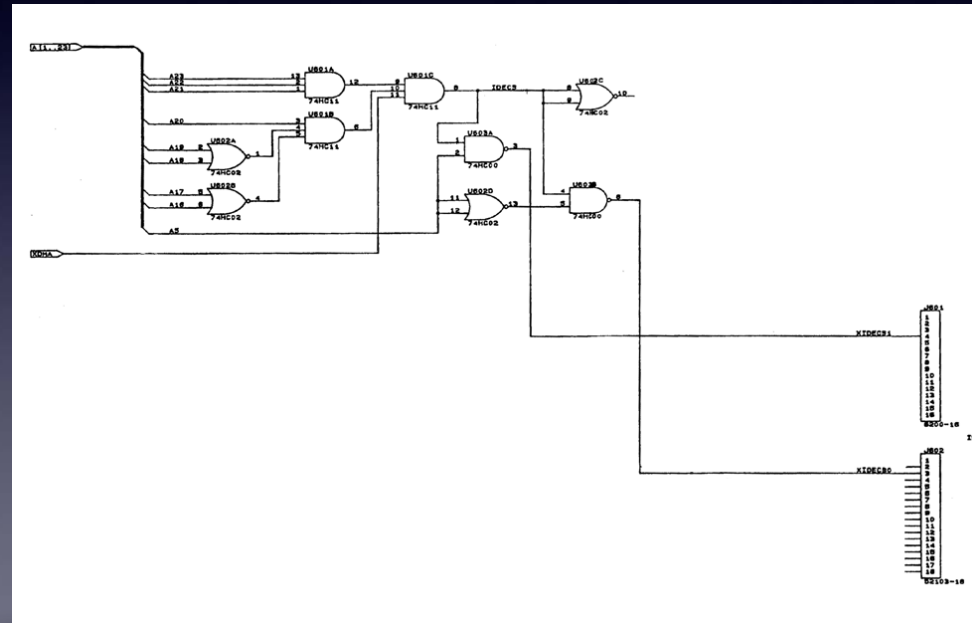 A[1..23]
A23
A22
A21
13
2
1
U601A
12
74HC11
A20
3
4
5
U601B
6
74HC11
A19
A18
2
3
U602A
1
74HC02
A17
A16
5
6
U602B
4
74HC02
A5
XDMA
9
10
11
U601C
8
74HC11
IDECS
8
9
U602C
10
74HC02
1
2
U603A
3
74HC00
11
12
U602D
13
74HC02
4
5
U603B
6
74HC00
XIDECS1
J601
1
2
3
4
5
6
7
8
9
10
11
12
13
14
15
16
XIDECS0
J602
1
2
3
4
5
6
7
8
9
10
11
12
13
14
15
16
17
18